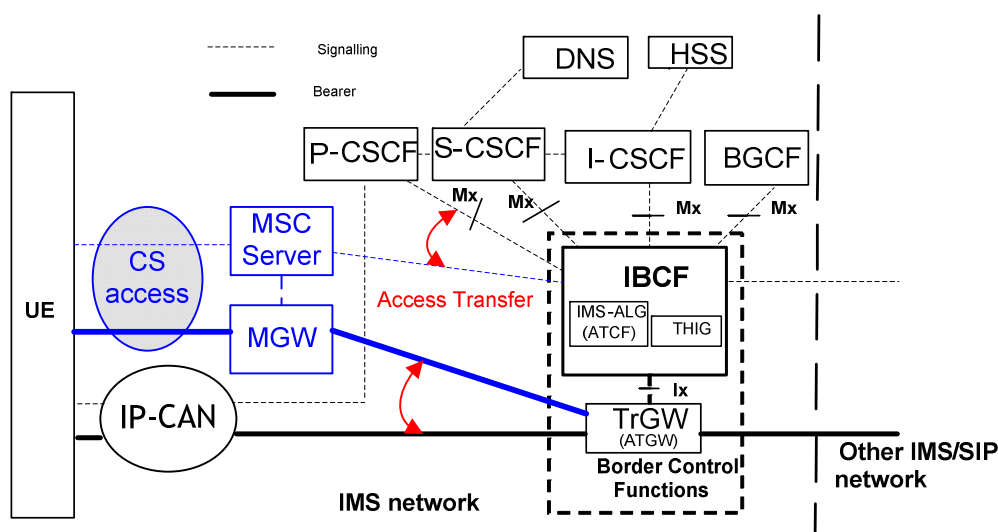 Signalling
Bearer
DNS
HSS
P-CSCF
S-CSCF
I-CSCF
BGCF
Mx
Mx
Mx
Mx
MSC
Server
CS
access
UE
Access Transfer
IBCF
IMS-ALG
(ATCF)
THIG
MGW
Ix
IP-CAN
TrGW
(ATGW)
Border Control
Functions
Other IMS/SIP
network
IMS network